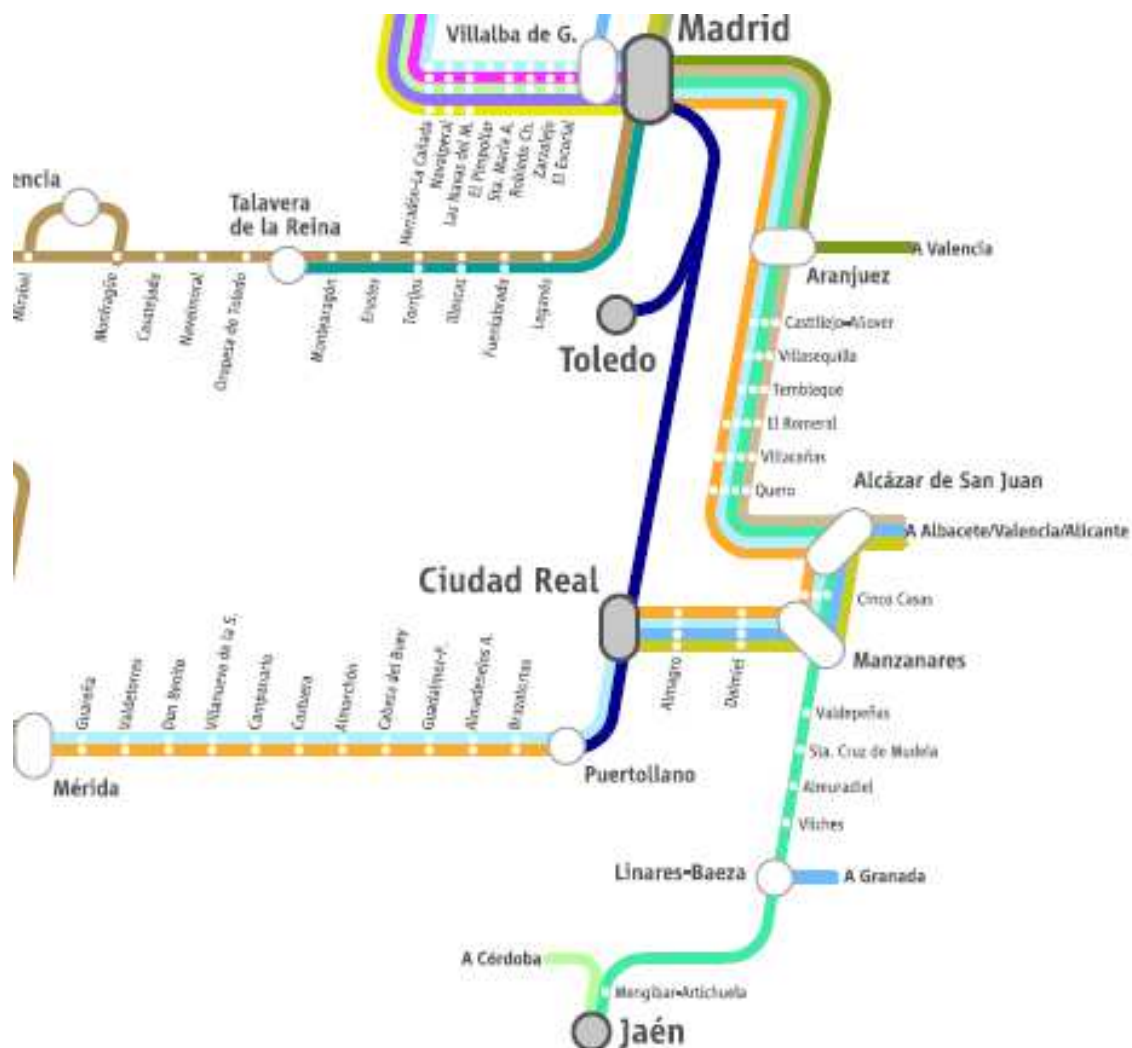 Villalba de G.
Madrid
Herradón-La Cañada
Navalperal
Las Navas del M.
El Pimpollar
Sta. María A.
Robledo Ch.
Zarzalejo
El Escorial
encia
Talavera
de la Reina
A Valencia
Aranjuez
Mirabel
Monfragüe
Casatejada
Navalmoral
Oropesa de Toledo
Montearagón
Erustes
Torrijos
Illescas
Fuenlabrada
Leganés
Toledo
Castillejo-Añover
Villasequilla
Tembleque
El Romeral
Villacañas
Quero
Alcázar de San Juan
A Albacete/Valencia/Alicante
Ciudad Real
Cinco Casas
Manzanares
Almagro
Daimiel
Guareña
Valdetorres
Don Benito
Villanueva de la S.
Campanario
Castuera
Almorchón
Cabeza del Buey
Guadalmez-P.
Almadenejos A.
Brazatortas
Mérida
Puertollano
Valdepeñas
Sta. Cruz de Mudela
Almuradiel
Vilches
Linares-Baeza
A Granada
A Córdoba
Mengíbar-Artichuela
Jaén